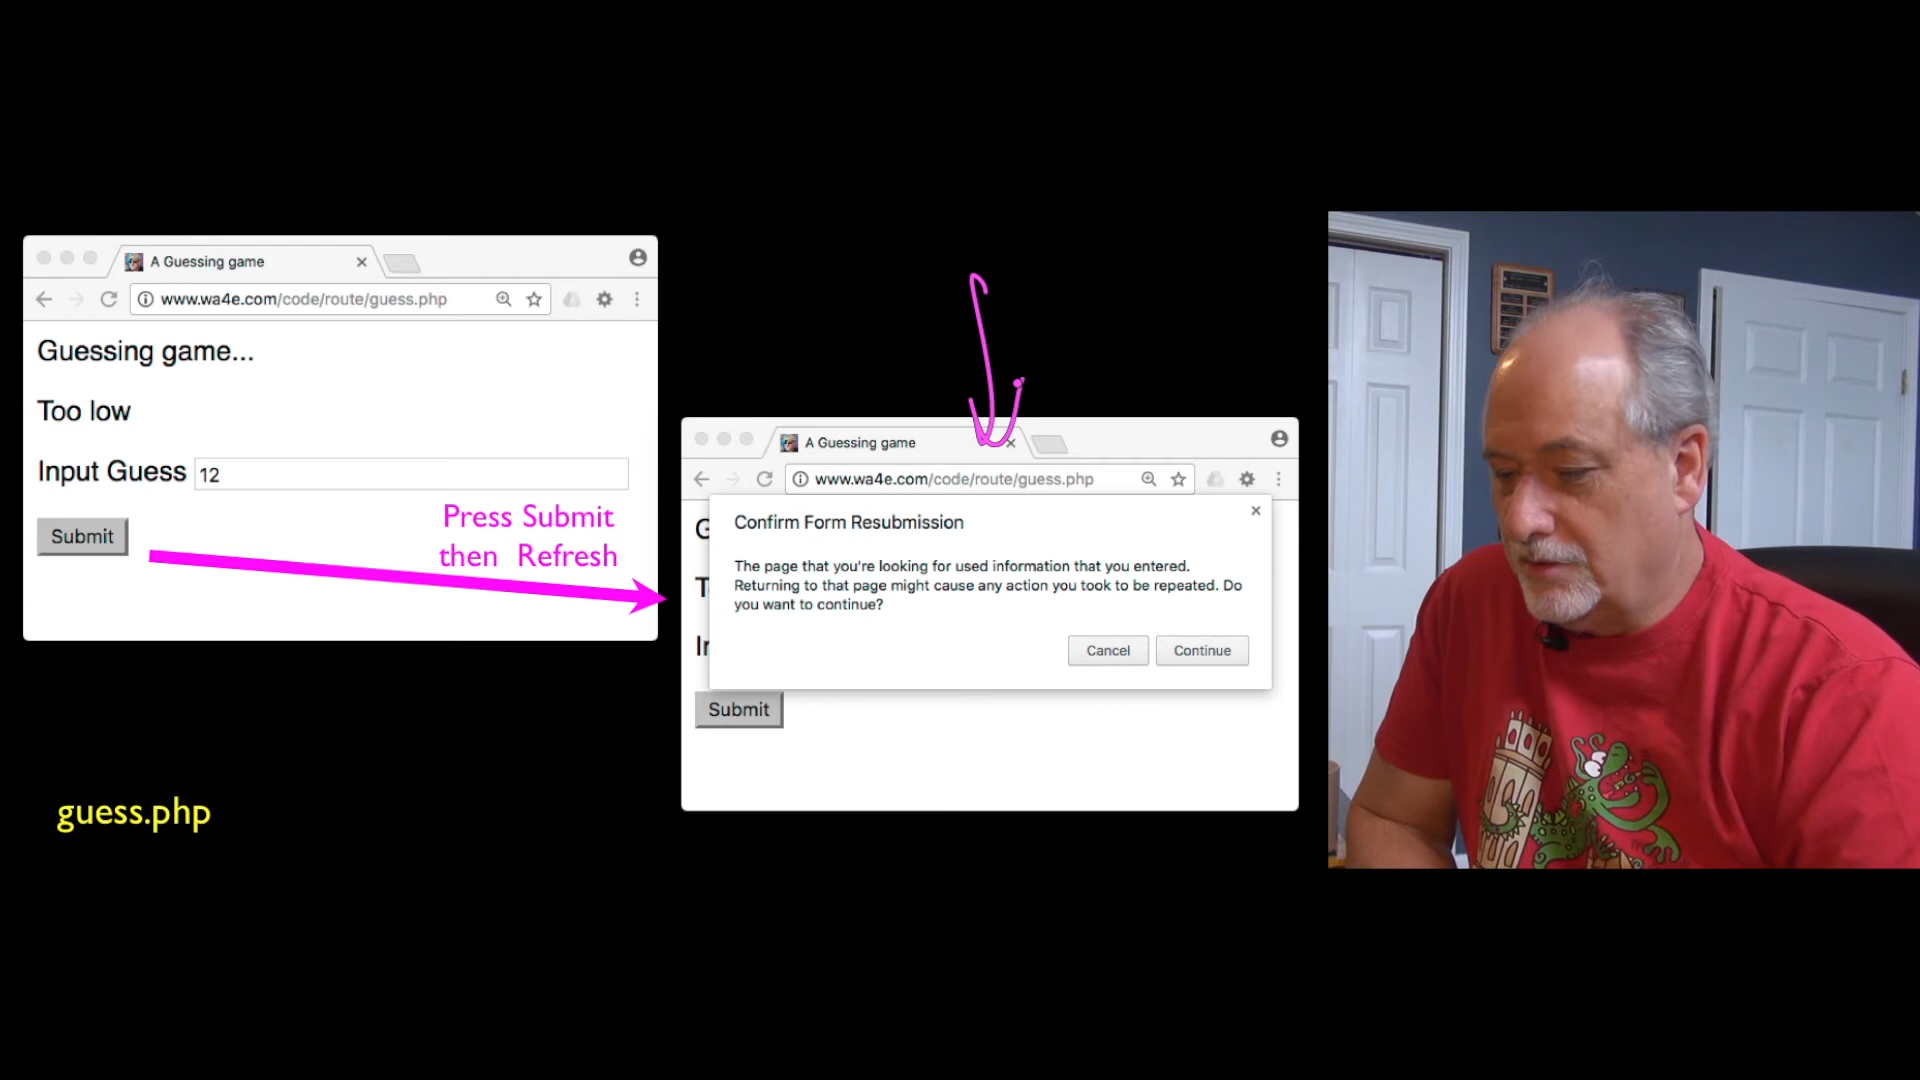 A Guessing game
www.wa4e.com/code/route/guess.php
Guessing game...
Too low
Input Guess 12
Submit
Press Submit
then Refresh
A Guessing game
www.wa4e.com/code/route/guess.php
Confirm Form Resubmission
The page that you're looking for used information that you entered.
Returning to that page might cause any action you took to be repeated. Do
you want to continue?
Cancel Continue
Submit
guess.php